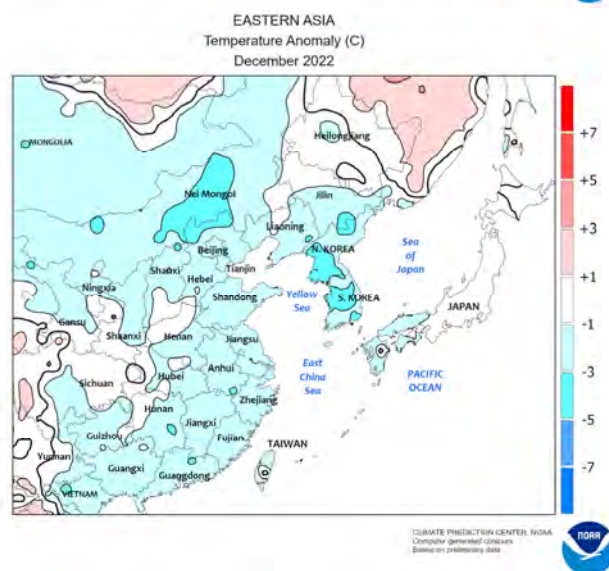 EASTERN ASIA
Temperature Anomaly (C)
December 2022
MONGOLIA
Heilongjiang
Nei Mongol
Jilin
Liaoning
Beijing
N. KOREA
Sea
of
Japan
Shanxi
Tianjin
Hebei
Ningxia
Shandong
Yellow
Sea
S. KOREA
JAPAN
Gansu
Shaanxi
Henan
Jiangsu
East
China
Sea
PACIFIC
OCEAN
Sichuan
Hubei
Anhui
Zhejiang
Hunan
Jiangxi
Guizhou
Fujian
TAIWAN
Yunnan
Guangxi
Guangdong
VIETNAM
+7
+5
+3
+1
-1
-3
-5
-7
CLIMATE PREDICTION CENTER, NOAA
Computer generated contours
Based on preliminary data
NOAA